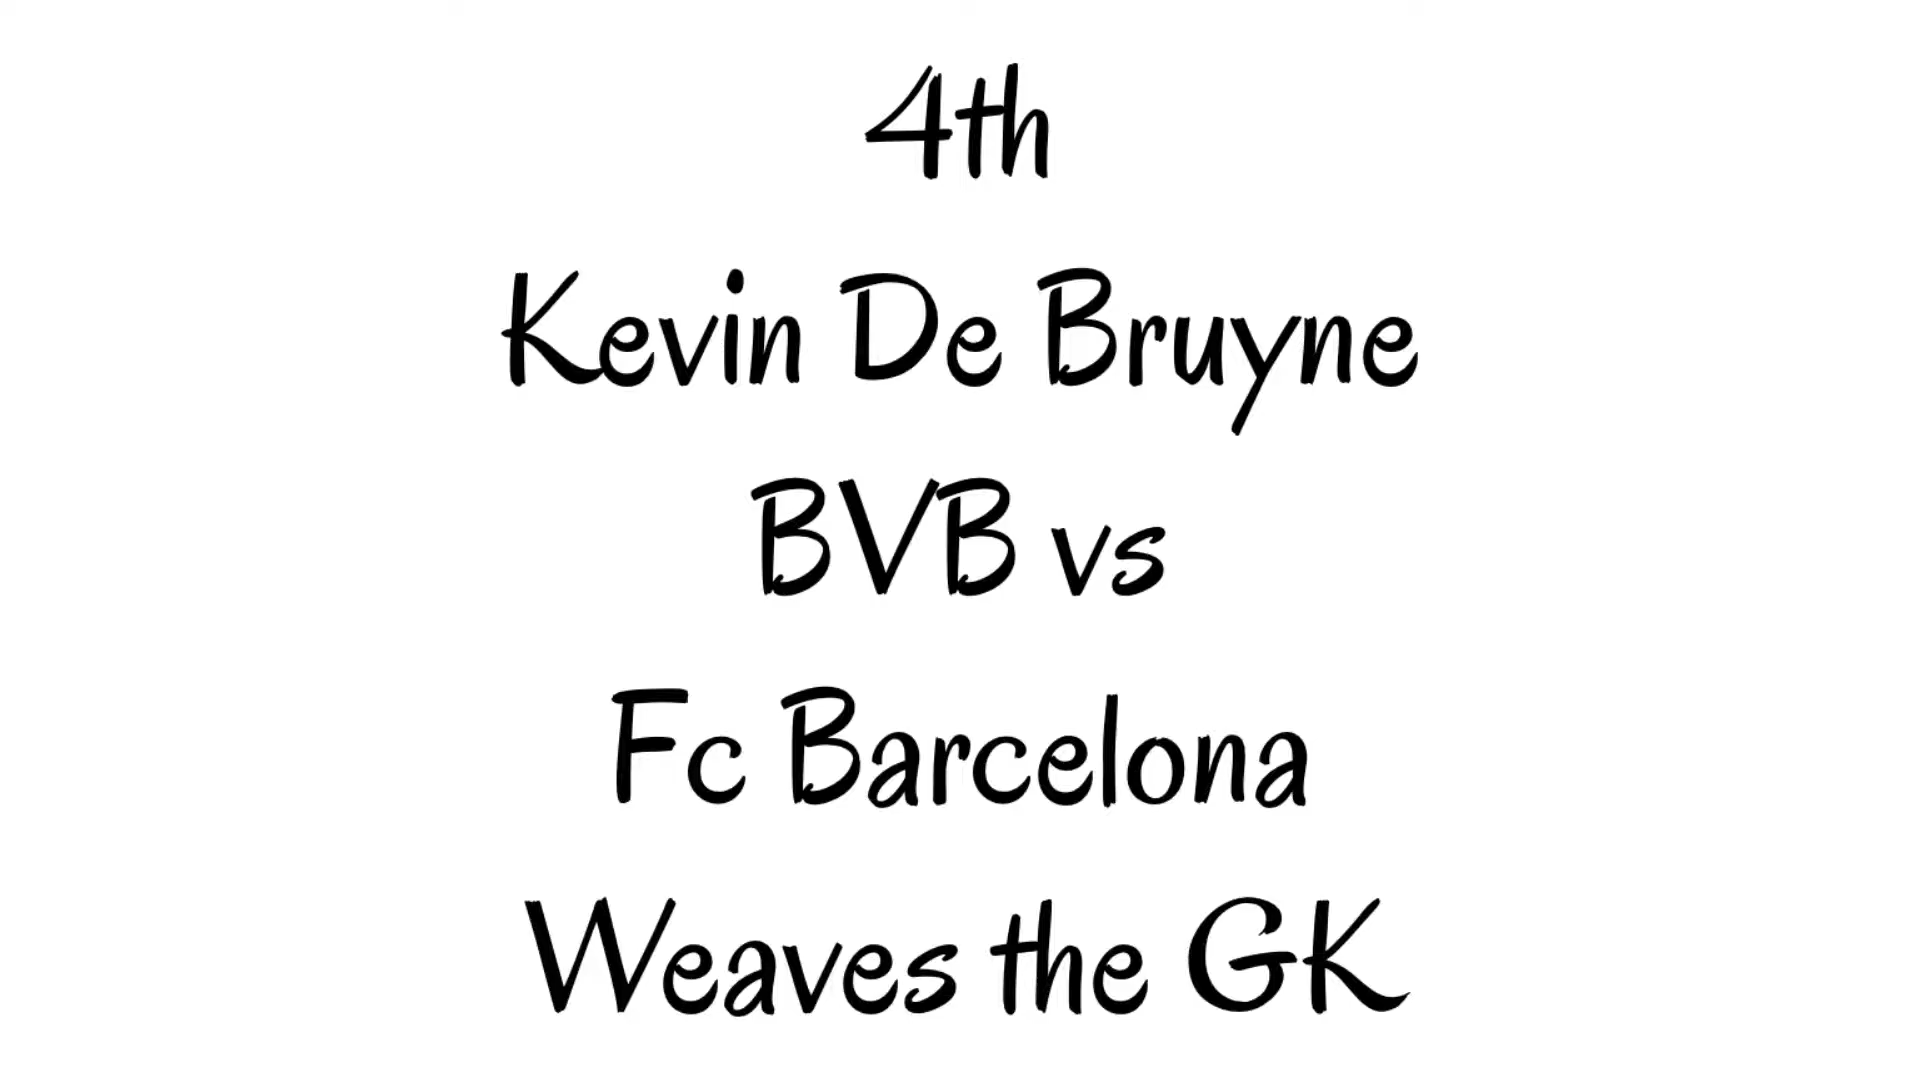 4th
Kevin De Bruyne
BVB vs
Fc Barcelona
Weaves the GK